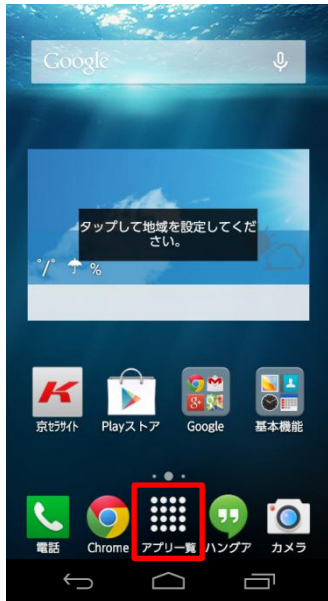 Google
タップして地域を設定してくだ
さい。
°/° %
京セラサイト Playストア Google 基本機能
電話 Chrome アプリ一覧 ハングア カメラ